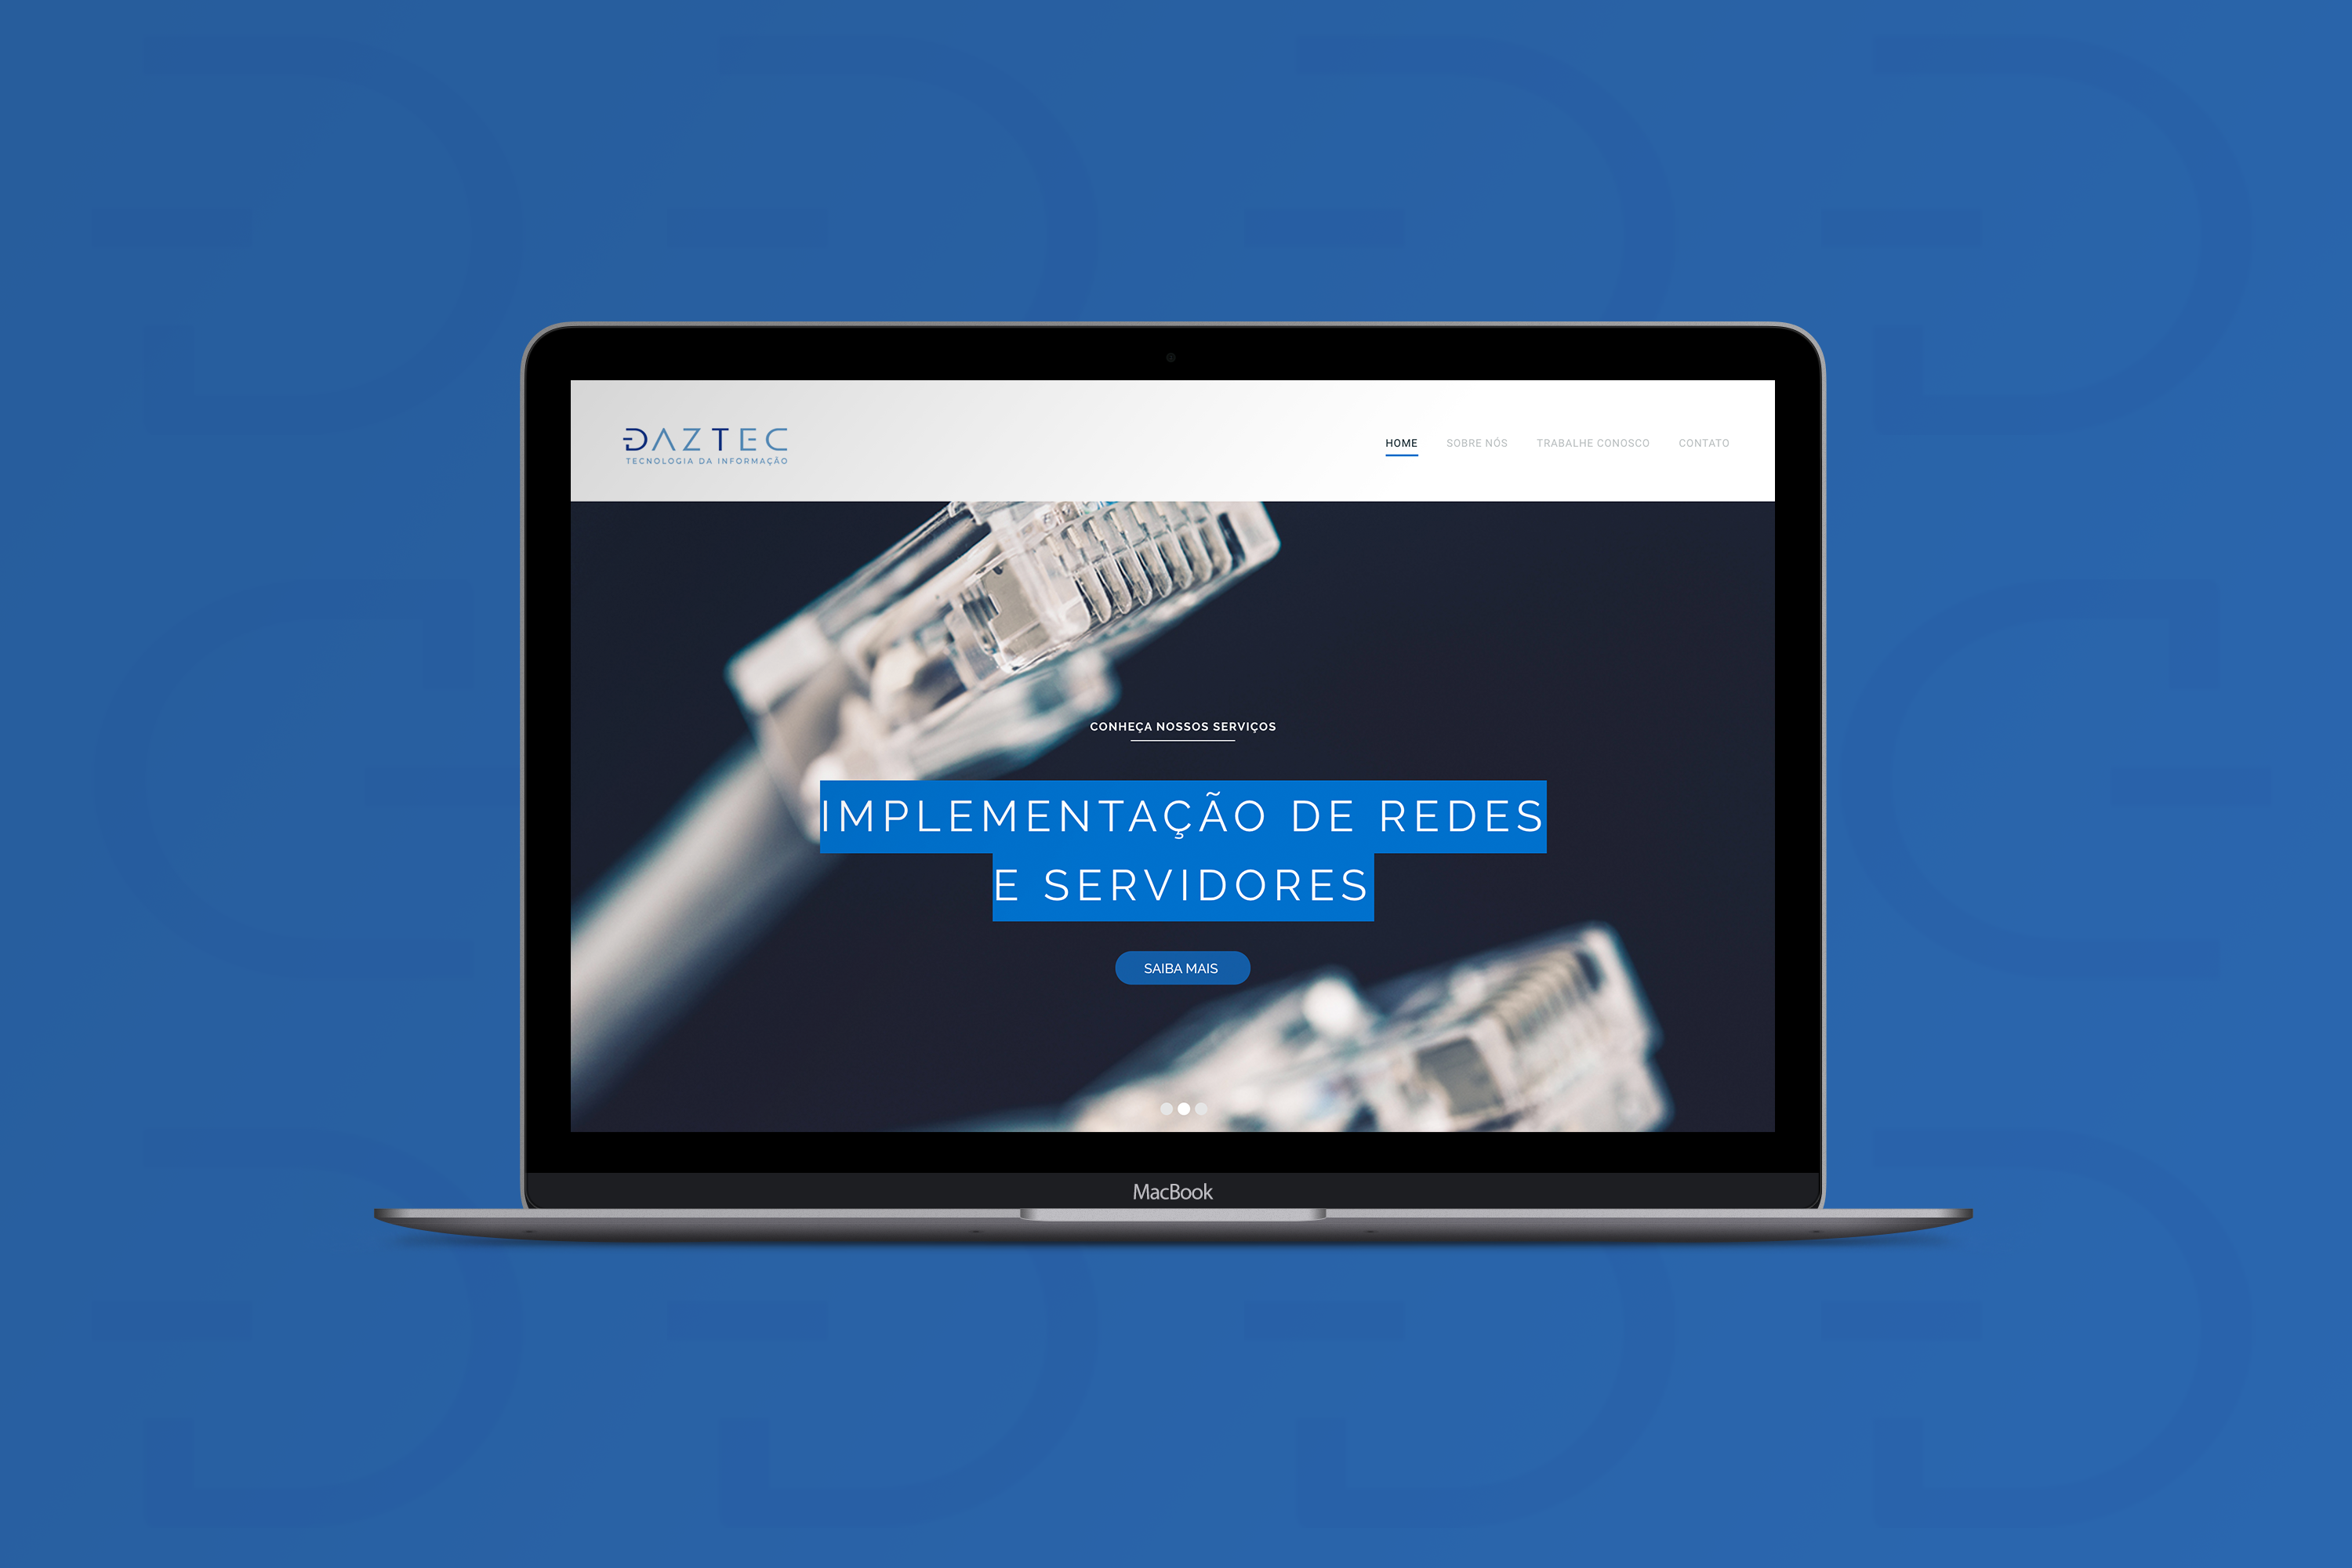 DAZTEC
TECNOLOGIA DA INFORMAÇÃO
HOME SOBRE NÓS TRABALHE CONOSCO CONTATO
CONHEÇA NOSSOS SERVIÇOS
IMPLEMENTAÇÃO DE REDES
E SERVIDORES
SAIBA MAIS
MacBook